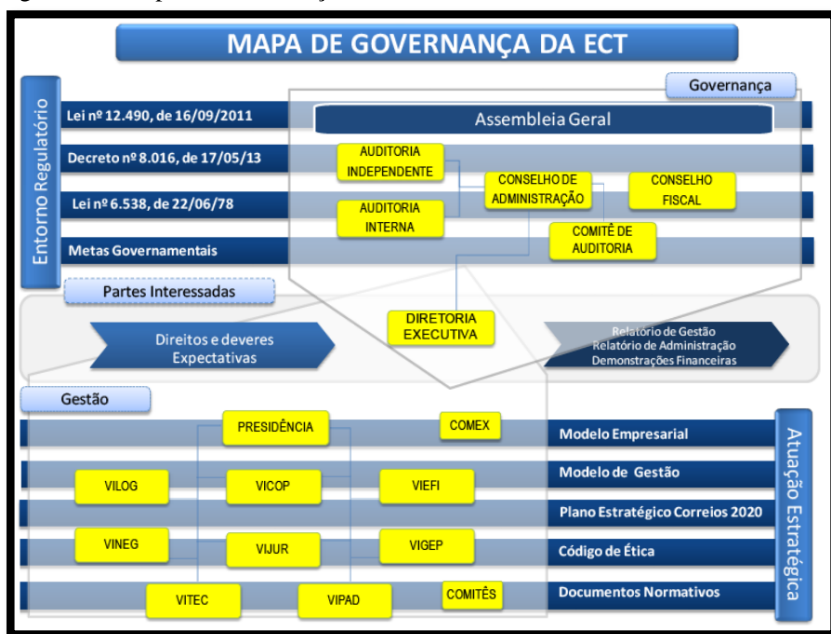 MAPA DE GOVERNANÇA DA ECT
Governança
Entorno Regulatório
Lei nº 12.490, de 16/09/2011
Assembleia Geral
Decreto nº 8.016, de 17/05/13
AUDITORIA
INDEPENDENTE
CONSELHO DE
ADMINISTRAÇÃO
CONSELHO
FISCAL
Lei nº 6.538, de 22/06/78
AUDITORIA
INTERNA
COMITÊ DE
AUDITORIA
Metas Governamentais
Partes Interessadas
Direitos e deveres
Expectativas
DIRETORIA
EXECUTIVA
Relatório de Gestão
Relatório de Administração
Demonstrações Financeiras
Gestão
PRESIDÊNCIA
COMEX
Modelo Empresarial
VILOG
VICOP
VIEFI
Modelo de Gestão
Plano Estratégico Correios 2020
VINEG
VIJUR
VIGEP
Código de Ética
VITEC
VIPAD
COMITÊS
Documentos Normativos
Atuação Estratégica